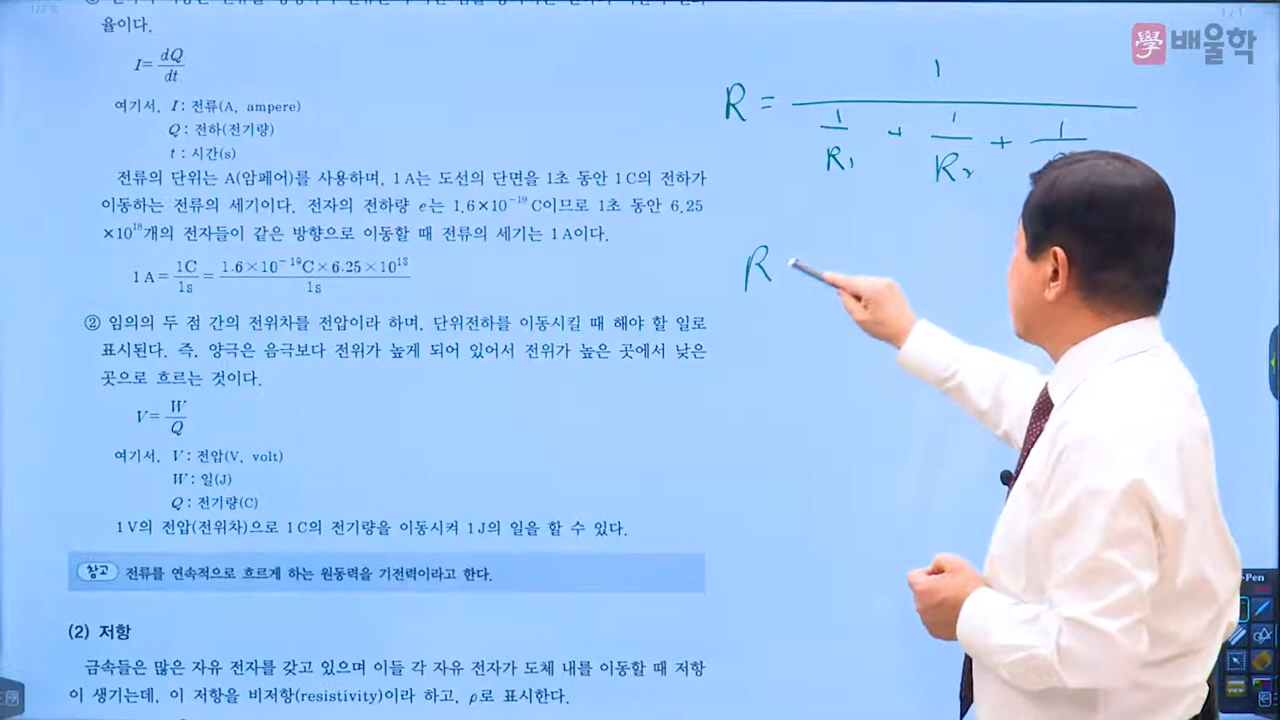 율이다.
I=dQ/dt
여기서, I : 전류(A, ampere)
Q : 전하(전기량)
t : 시간(s)
전류의 단위는 A(암페어)를 사용하며, 1A는 도선의 단면을 1초 동안 1C의 전하가
이동하는 전류의 세기이다. 전자의 전하량 e는 1.6×10⁻¹⁹C이므로 1초 동안 6.25
×10¹⁸개의 전자들이 같은 방향으로 이동할 때 전류의 세기는 1A이다.
1A=1C/1s=1.6×10⁻¹⁹C×6.25×10¹⁸/1s
② 임의의 두 점 간의 전위차를 전압이라 하며, 단위전하를 이동시킬 때 해야 할 일로
표시된다. 즉, 양극은 음극보다 전위가 높게 되어 있어서 전위가 높은 곳에서 낮은
곳으로 흐르는 것이다.
V=W/Q
여기서, V : 전압(V, volt)
W : 일(J)
Q : 전기량(C)
1V의 전압(전위차)으로 1C의 전기량을 이동시켜 1J의 일을 할 수 있다.
참고 전류를 연속적으로 흐르게 하는 원동력을 기전력이라고 한다.
(2) 저항
금속들은 많은 자유 전자를 갖고 있으며 이들 각 자유 전자가 도체 내를 이동할 때 저항
이 생기는데, 이 저항을 비저항(resistivity)이라 하고, ρ로 표시한다.
學 배울학
R = 1/(1/R₁ + 1/R₂ + 1/
R
-Pen